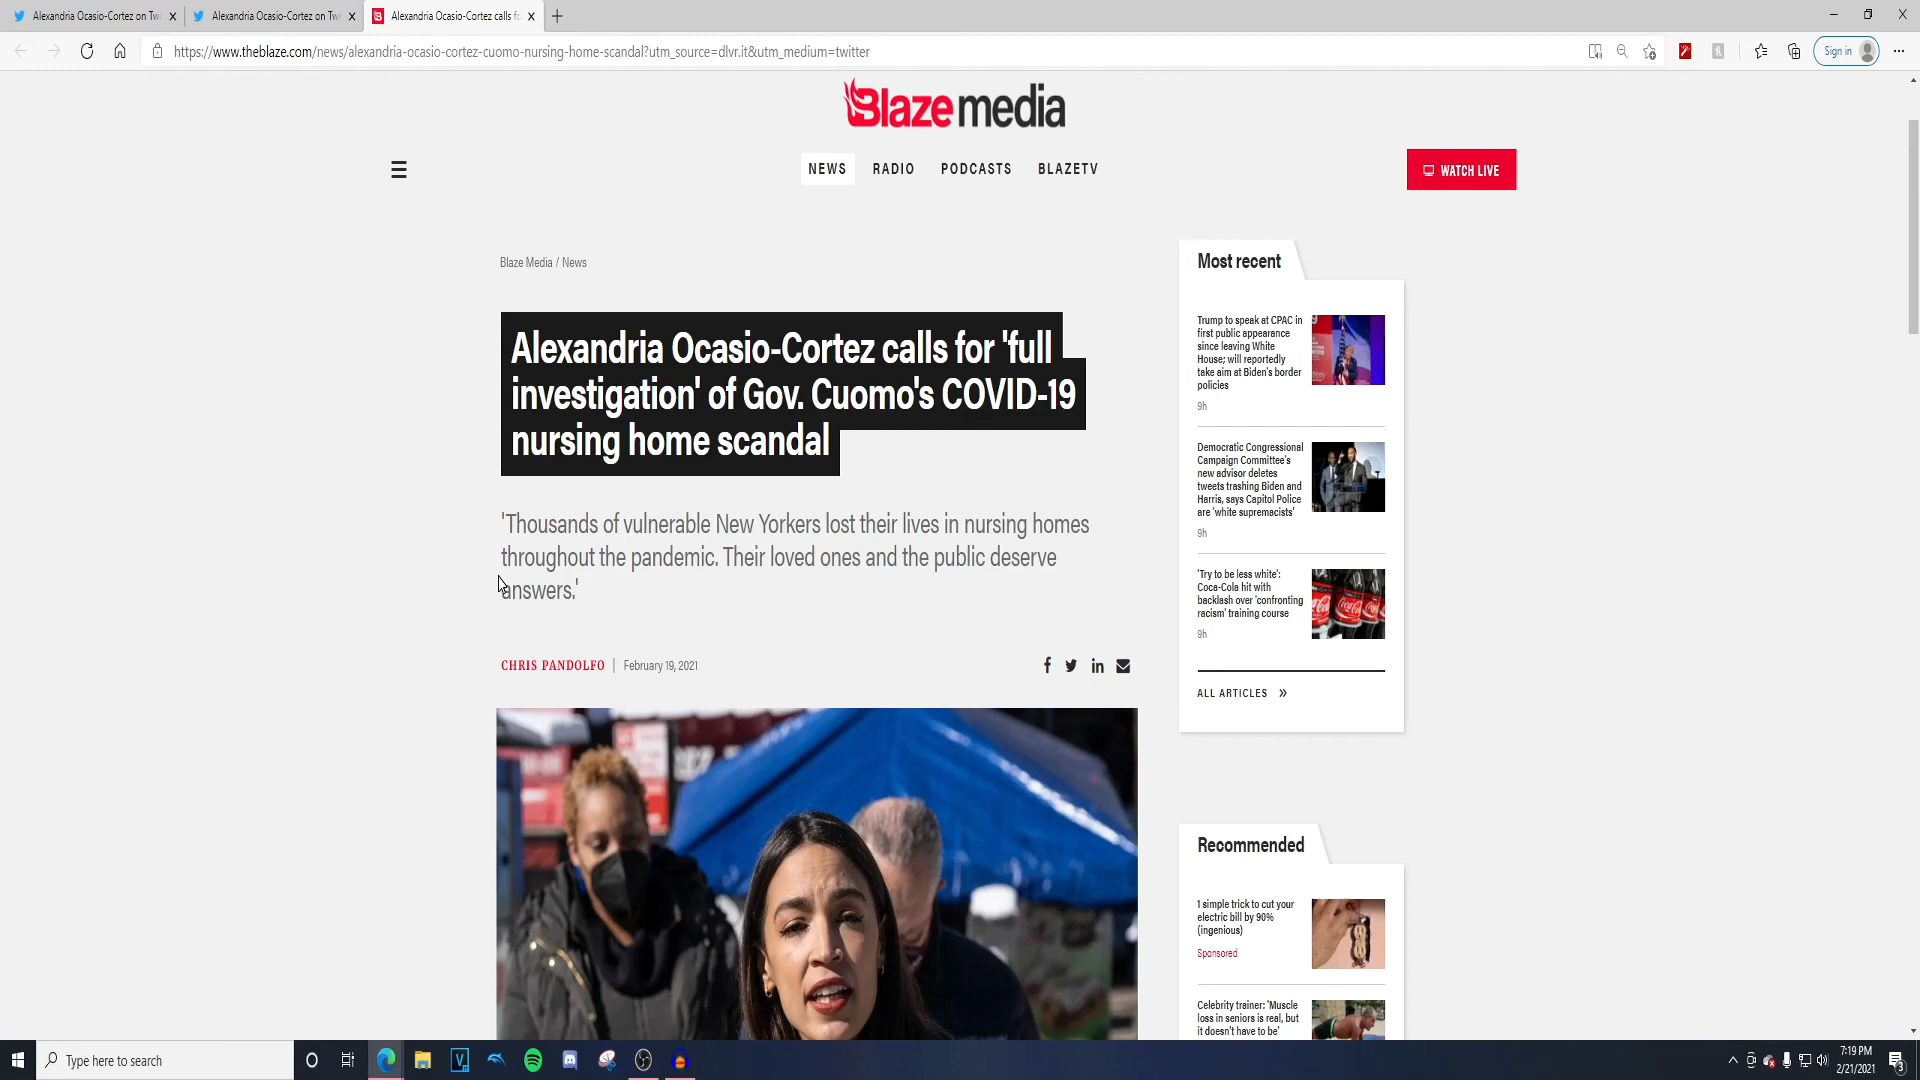 Alexandria Ocasio-Cortez on Tw
Alexandria Ocasio-Cortez on Tw
Alexandria Ocasio-Cortez calls fo
https://www.theblaze.com/news/alexandria-ocasio-cortez-cuomo-nursing-home-scandal?utm_source=dlvr.it&utm_medium=twitter
Sign in
Blaze media
NEWS
RADIO
PODCASTS
BLAZETV
WATCH LIVE
Blaze Media / News
Alexandria Ocasio-Cortez calls for 'full
investigation' of Gov. Cuomo's COVID-19
nursing home scandal
'Thousands of vulnerable New Yorkers lost their lives in nursing homes
throughout the pandemic. Their loved ones and the public deserve
answers.'
CHRIS PANDOLFO | February 19, 2021
Most recent
Trump to speak at CPAC in
first public appearance
since leaving White
House; will reportedly
take aim at Biden's border
policies
9h
Democratic Congressional
Campaign Committee's
new advisor deletes
tweets trashing Biden and
Harris, says Capitol Police
are 'white supremacists'
9h
'Try to be less white':
Coca-Cola hit with
backlash over 'confronting
racism' training course
9h
ALL ARTICLES »
Recommended
1 simple trick to cut your
electric bill by 90%
(ingenious)
Sponsored
Celebrity trainer: 'Muscle
loss in seniors is real, but
it doesn't have to be'
Type here to search
7:19 PM
2/21/2021
3